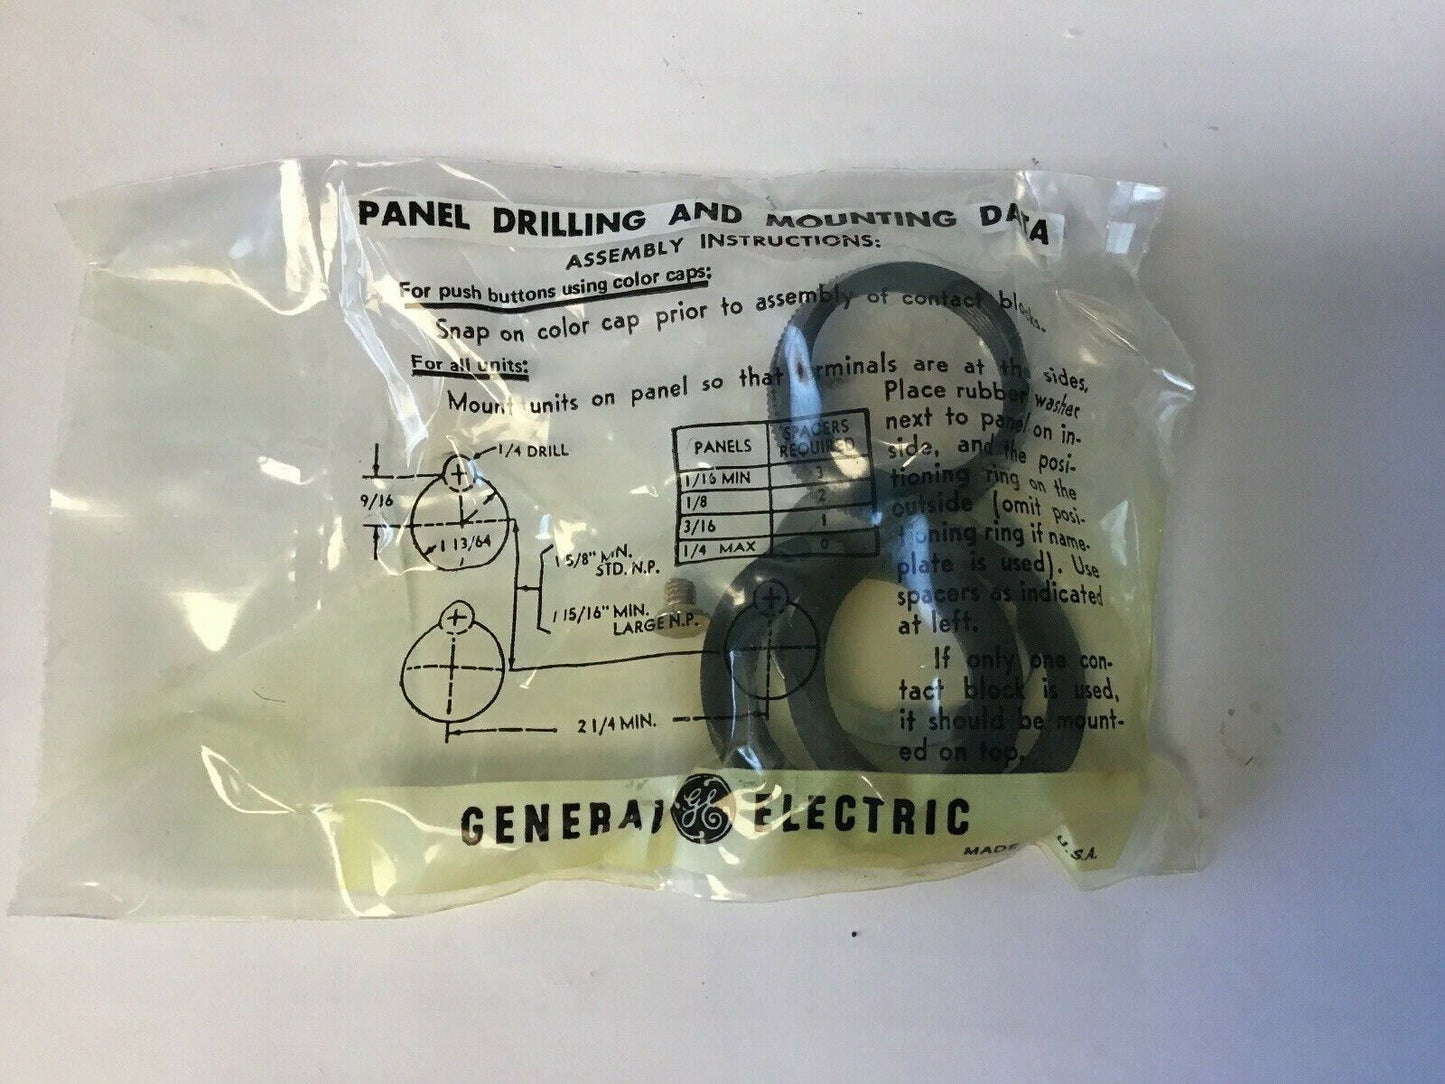 PANEL DRILLING AND MOUNTING DATA
ASSEMBLY INSTRUCTIONS:
For push buttons using color caps:
Snap on color cap prior to assembly of contact blocks.
For all units:
Mount units on panel so that terminals are at the sides.
Place rubber washer
next to panel on in-
side, and the posi-
tioning ring on the
outside (omit posi-
tioning ring if name-
plate is used). Use
spacers as indicated
at left.
If only one con-
tact block is used,
it should be mount-
ed on top.
PANELS SPACERS REQUIRED
1/16 MIN 3
1/8 2
3/16 1
1/4 MAX 0
1/4 DRILL
9/16
1 13/64
1 5/8" MIN.
STD. N.P.
1 15/16" MIN.
LARGE N.P.
2 1/4 MIN.
GENERAL GE ELECTRIC
MADE U.S.A.